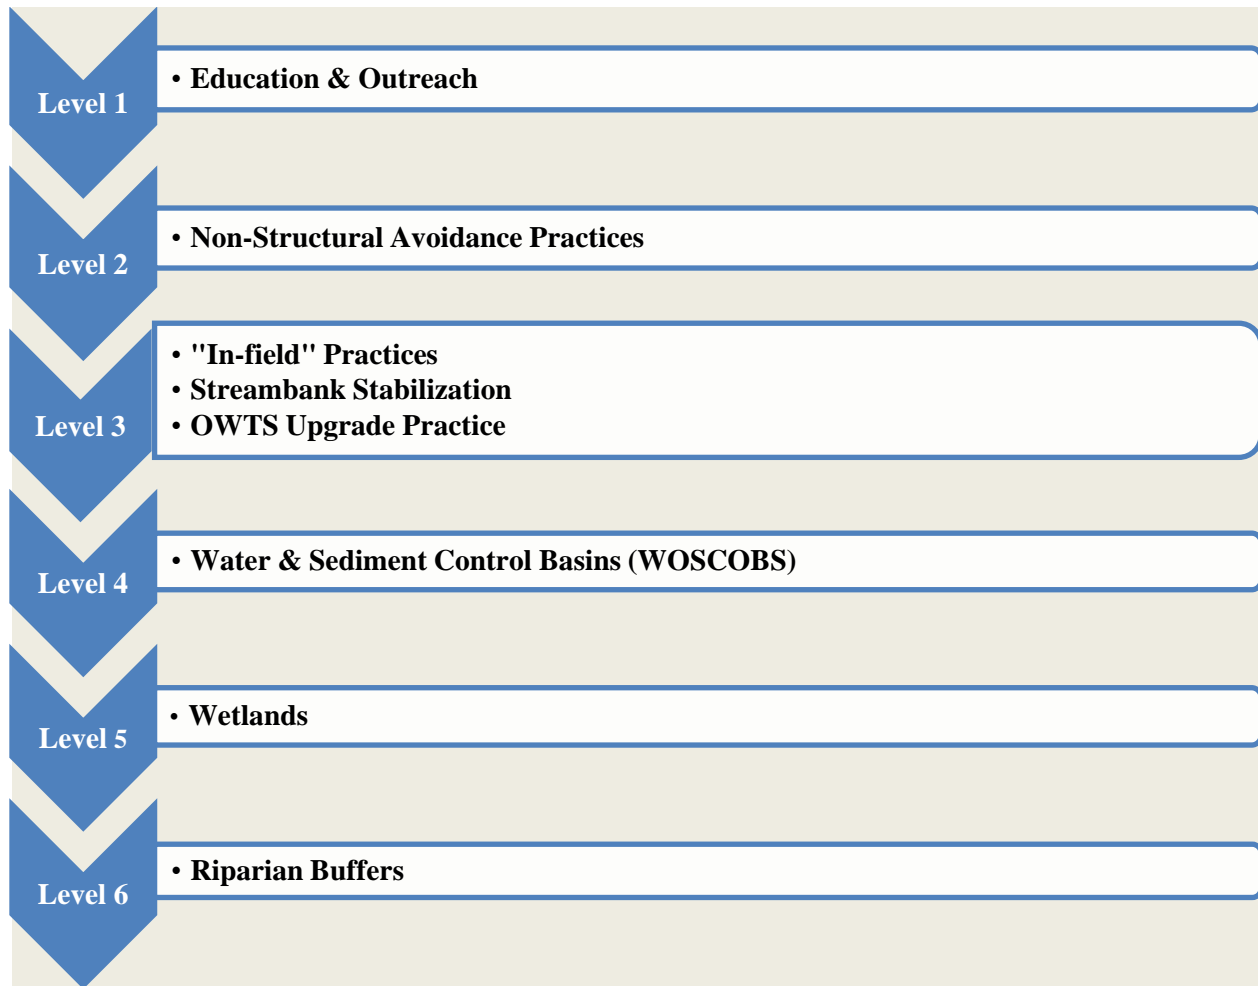 Level 1
• Education & Outreach
Level 2
• Non-Structural Avoidance Practices
Level 3
• "In-field" Practices
• Streambank Stabilization
• OWTS Upgrade Practice
Level 4
• Water & Sediment Control Basins (WOSCOBS)
Level 5
• Wetlands
Level 6
• Riparian Buffers